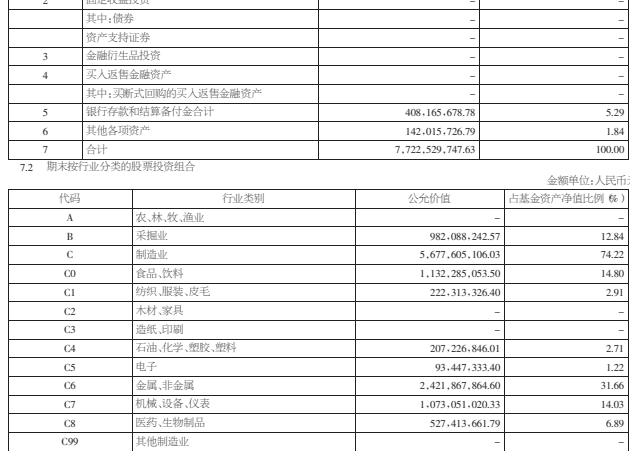 2 固定收益投资 – –
其中:债券 – –
资产支持证券 – –
3 金融衍生品投资 – –
4 买入返售金融资产 – –
其中:买断式回购的买入返售金融资产 – –
5 银行存款和结算备付金合计 408,165,678.78 5.29
6 其他各项资产 142,015,726.79 1.84
7 合计 7,722,529,747.63 100.00
7.2 期末按行业分类的股票投资组合
金额单位:人民币
代码 行业类别 公允价值 占基金资产净值比例(%)
A 农、林、牧、渔业 – –
B 采掘业 982,088,242.57 12.84
C 制造业 5,677,605,106.03 74.22
C0 食品、饮料 1,132,285,053.50 14.80
C1 纺织、服装、皮毛 222,313,326.40 2.91
C2 木材、家具 – –
C3 造纸、印刷 – –
C4 石油、化学、塑胶、塑料 207,226,846.01 2.71
C5 电子 93,447,333.40 1.22
C6 金属、非金属 2,421,867,864.60 31.66
C7 机械、设备、仪表 1,073,051,020.33 14.03
C8 医药、生物制品 527,413,661.79 6.89
C99 其他制造业 – –